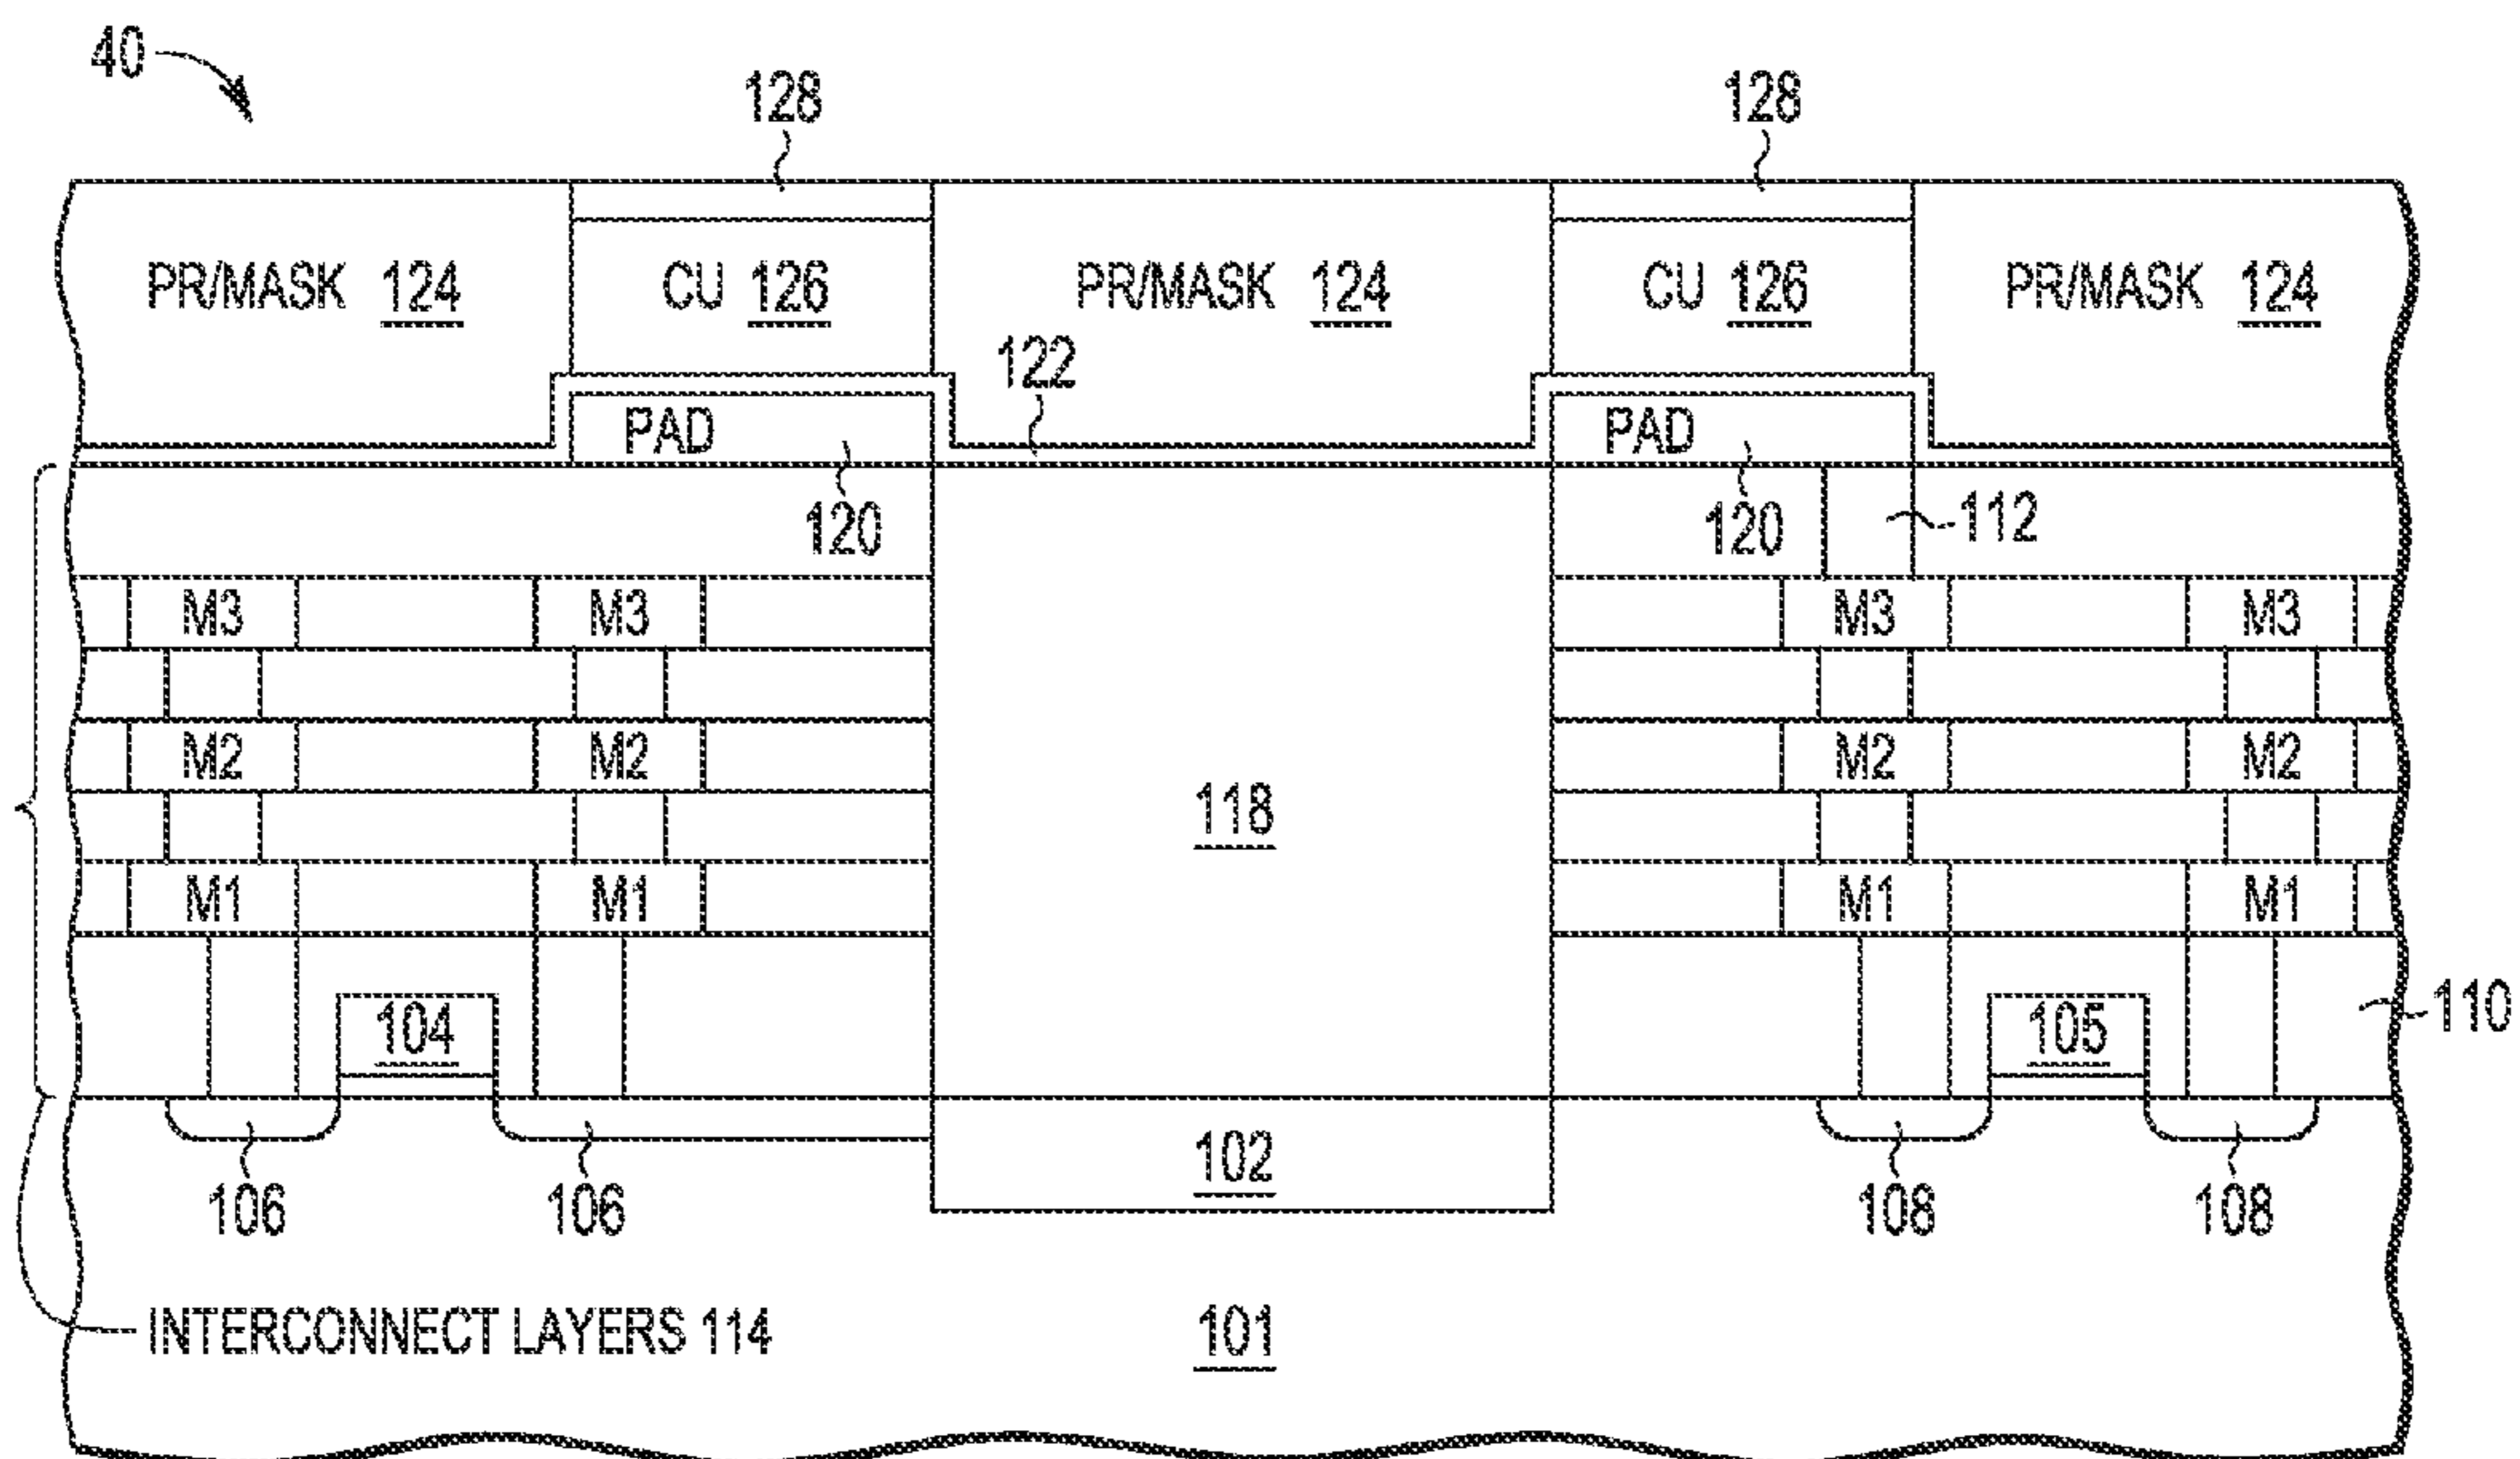 40
128 128
PR/MASK 124 CU 126 PR/MASK 124 CU 126 PR/MASK 124
122
PAD PAD
120 120 112
M3 M3 M3 M3
M2 M2 M2 M2
118
M1 M1 M1 M1
104 105 110
102
106 106 108 108
INTERCONNECT LAYERS 114 101